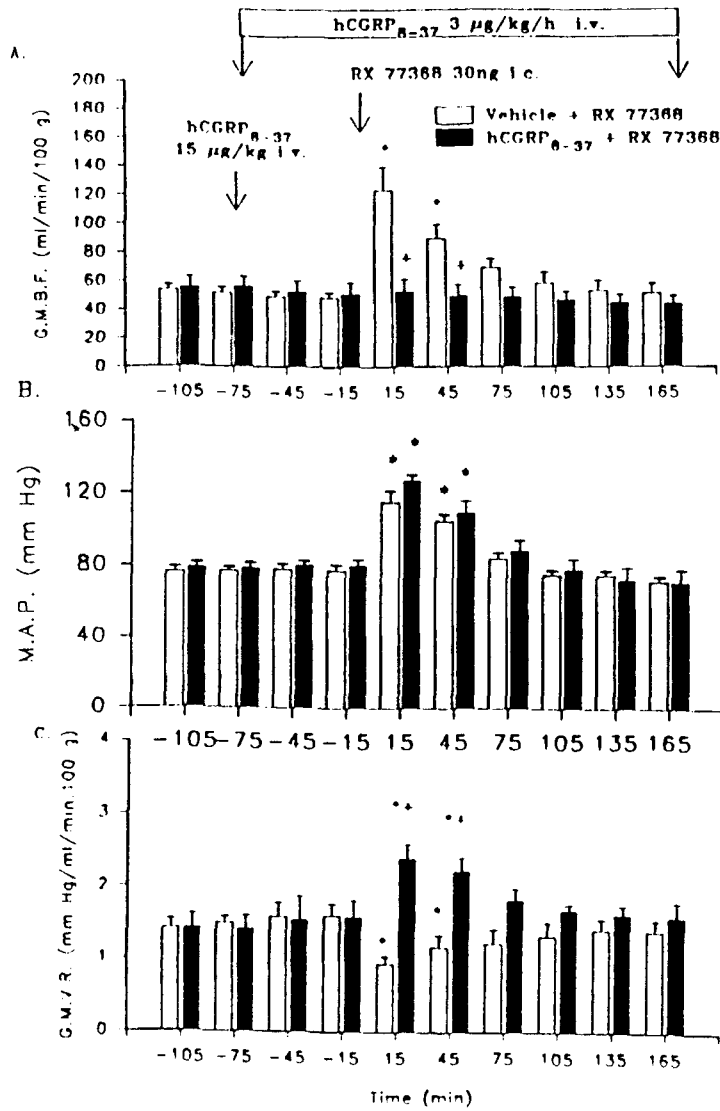 hCGRP8-37 3 μg/kg/h i.v.
A.
RX 77368 30ng i.c.
Vehicle + RX 77368
hCGRP8-37 + RX 77368
hCGRP8-37
15 μg/kg i.v.
200
180
160
140
120
100
80
60
40
20
0
G.M.B.F. (ml/min/100 g)
* * + +
-105 -75 -45 -15 15 45 75 105 135 165
B.
160
120
80
40
0
M.A.P. (mm Hg)
* * * *
-105 -75 -45 -15 15 45 75 105 135 165
C.
4
3
2
1
0
G.M.V.R. (mm Hg/ml/min.100 g)
* + * +
* *
-105 -75 -45 -15 15 45 75 105 135 165
Time (min)